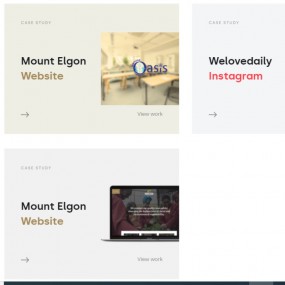 CASE STUDY
Mount Elgon
Website
Oasis
View work
CASE STUDY
Welovedaily
Instagram
CASE STUDY
Mount Elgon
Website
View work